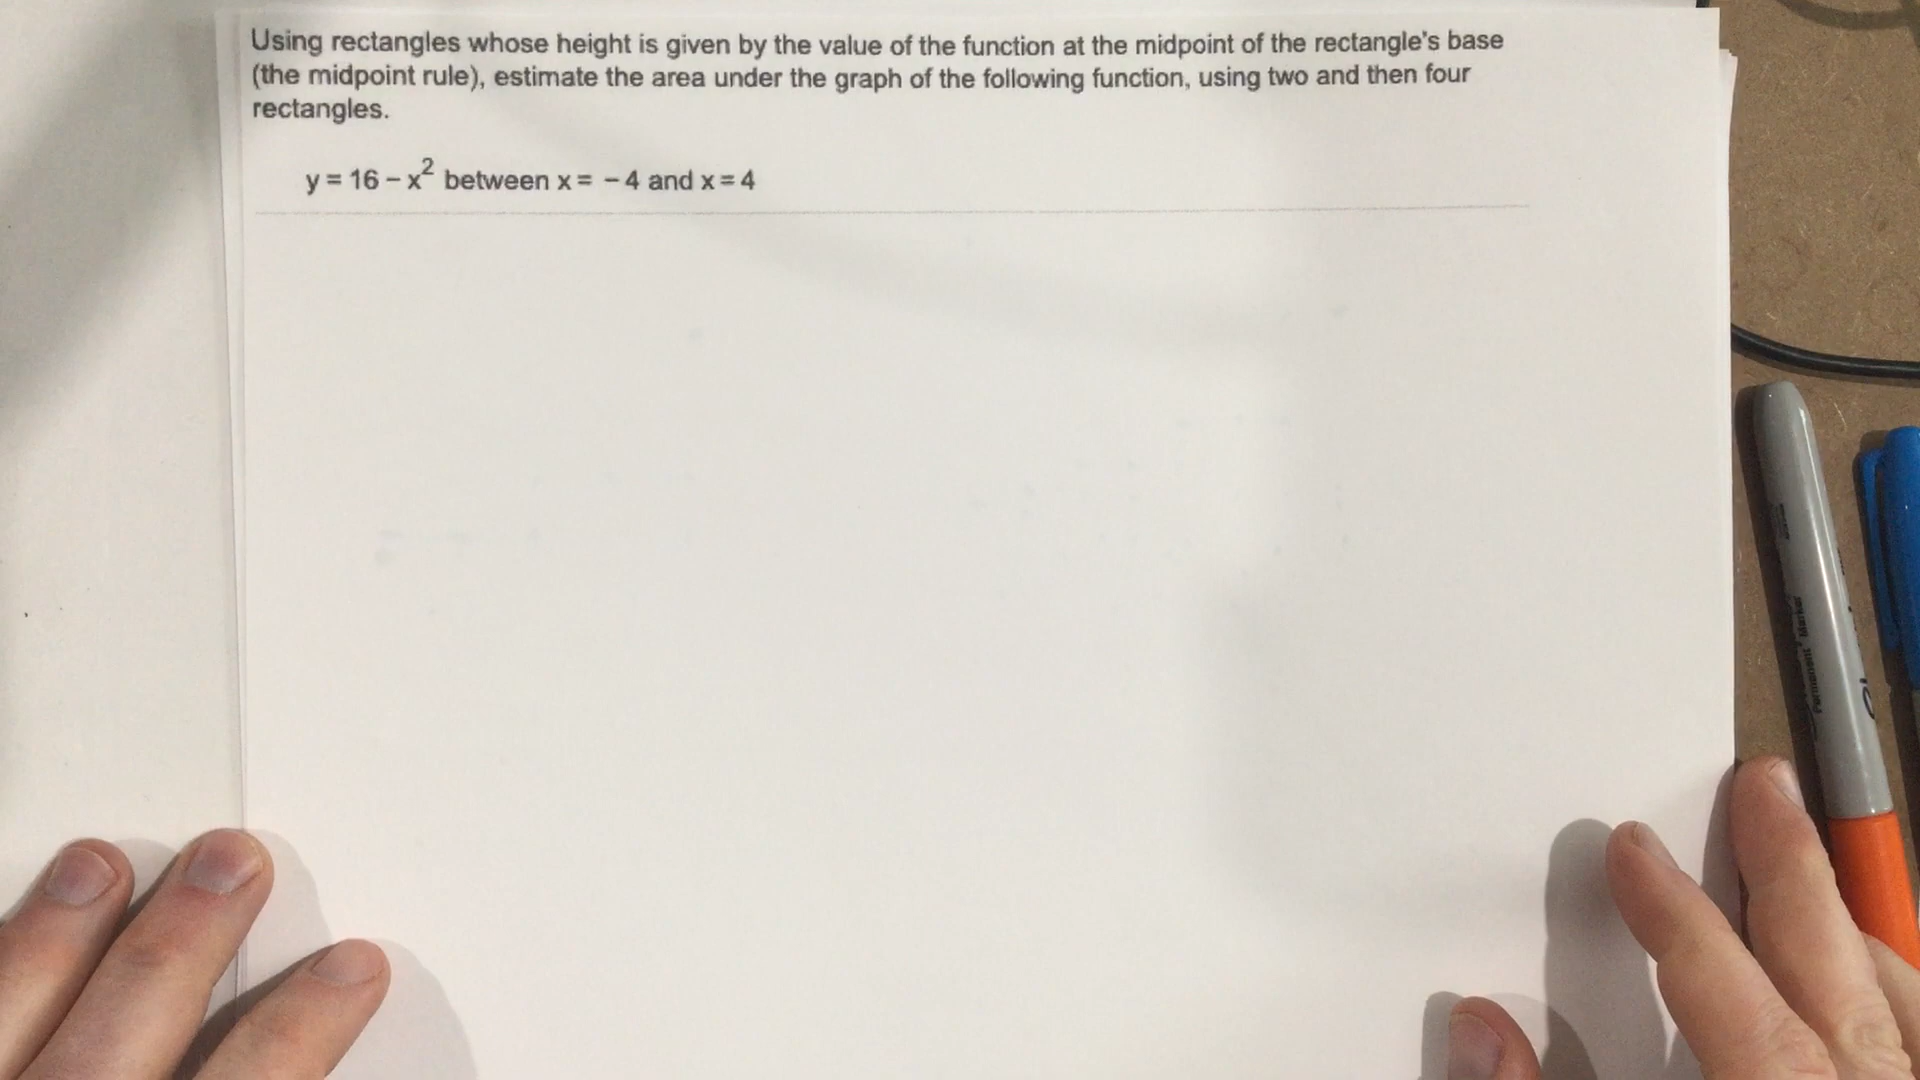 Using rectangles whose height is given by the value of the function at the midpoint of the rectangle's base
(the midpoint rule), estimate the area under the graph of the following function, using two and then four
rectangles.
y = 16 − x² between x = − 4 and x = 4
Permanent Marker